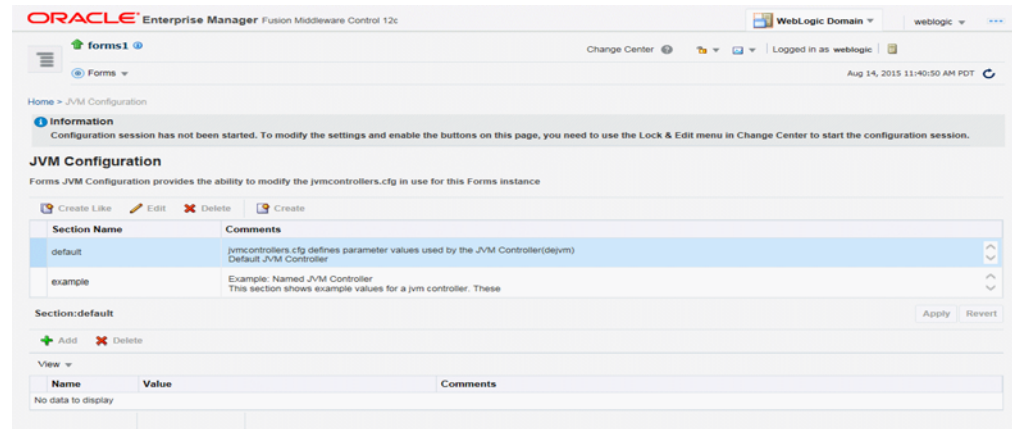 ORACLE Enterprise Manager Fusion Middleware Control 12c
WebLogic Domain
weblogic
forms1
Change Center
Logged in as weblogic
Forms
Aug 14, 2015 11:40:50 AM PDT
Home > JVM Configuration
Information
Configuration session has not been started. To modify the settings and enable the buttons on this page, you need to use the Lock & Edit menu in Change Center to start the configuration session.
JVM Configuration
Forms JVM Configuration provides the ability to modify the jvmcontrollers.cfg in use for this Forms instance
Create Like Edit Delete Create
Section Name Comments
default
jvmcontrollers.cfg defines parameter values used by the JVM Controller(dejvm)
Default JVM Controller
example
Example: Named JVM Controller
This section shows example values for a jvm controller. These
Section:default
Apply Revert
Add Delete
View
Name Value Comments
No data to display